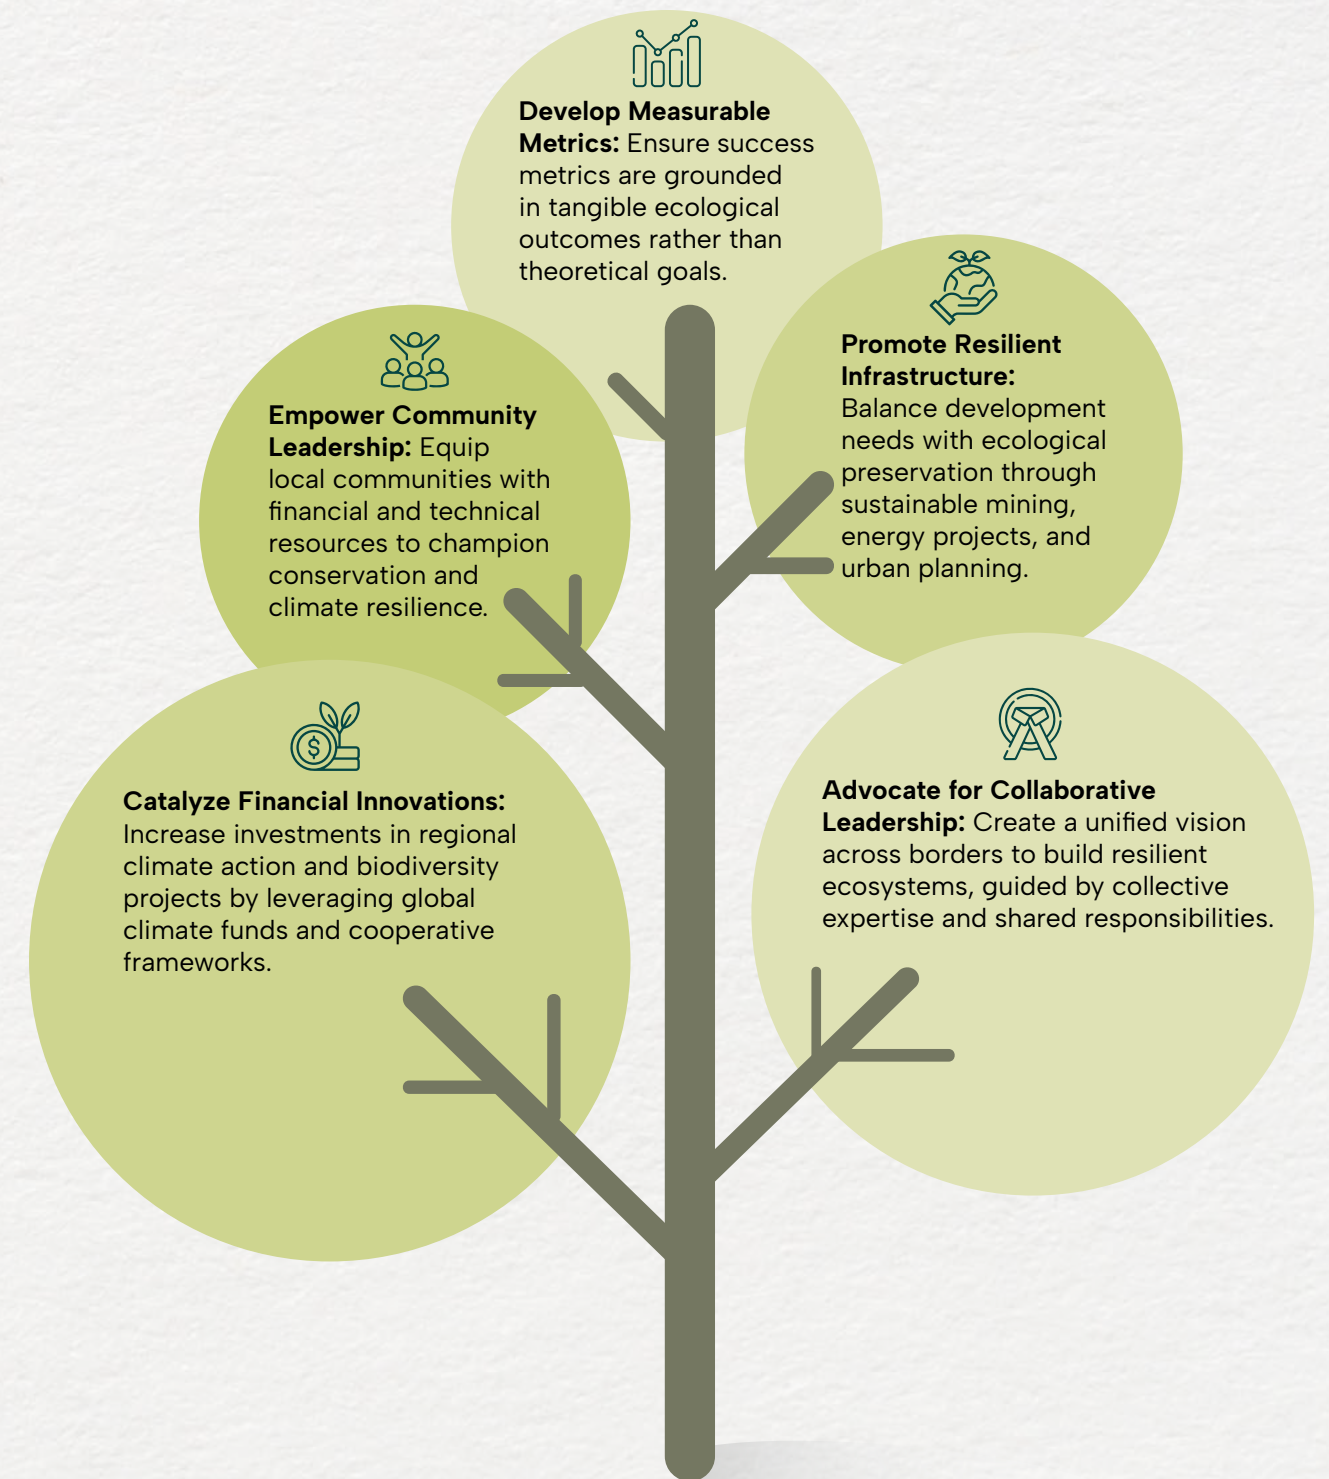 Develop Measurable
Metrics: Ensure success
metrics are grounded
in tangible ecological
outcomes rather than
theoretical goals.
Promote Resilient
Infrastructure:
Balance development
needs with ecological
preservation through
sustainable mining,
energy projects, and
urban planning.
Empower Community
Leadership: Equip
local communities with
financial and technical
resources to champion
conservation and
climate resilience.
$
Catalyze Financial Innovations:
Increase investments in regional
climate action and biodiversity
projects by leveraging global
climate funds and cooperative
frameworks.
Advocate for Collaborative
Leadership: Create a unified vision
across borders to build resilient
ecosystems, guided by collective
expertise and shared responsibilities.